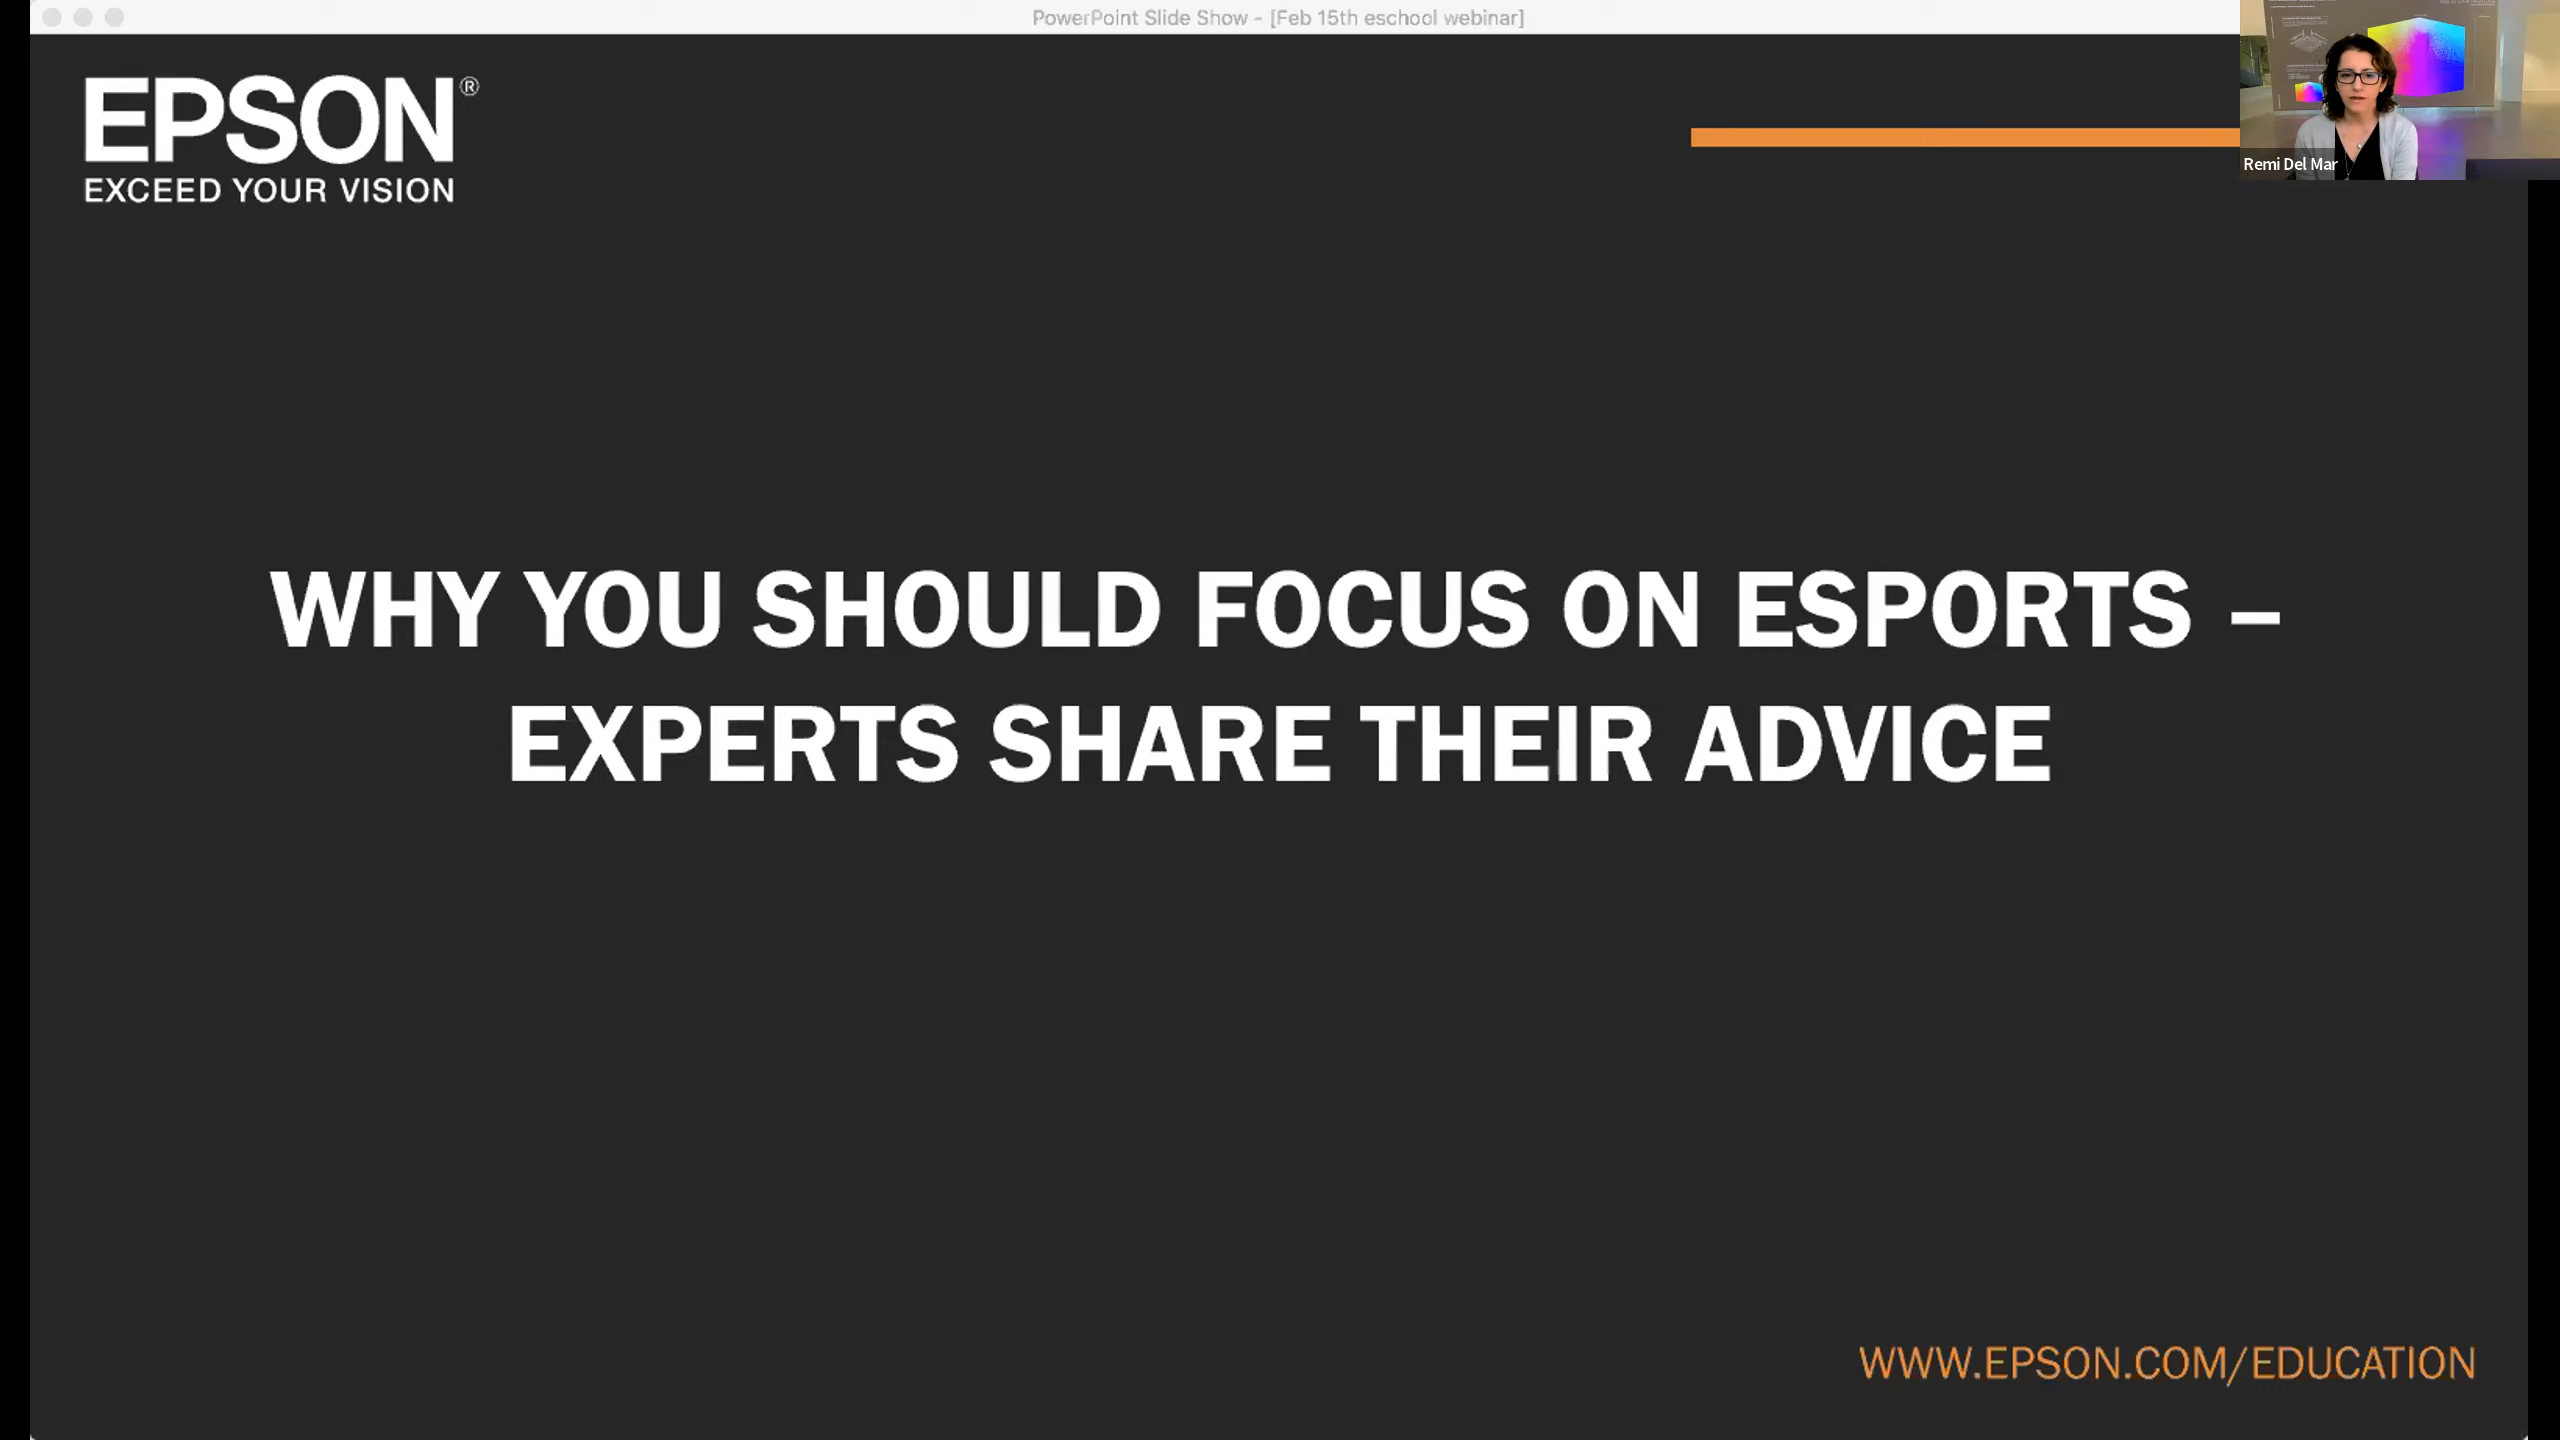 PowerPoint Slide Show - [Feb 15th eschool webinar]
EPSON®
EXCEED YOUR VISION
Remi Del Mar
WHY YOU SHOULD FOCUS ON ESPORTS –
EXPERTS SHARE THEIR ADVICE
WWW.EPSON.COM/EDUCATION